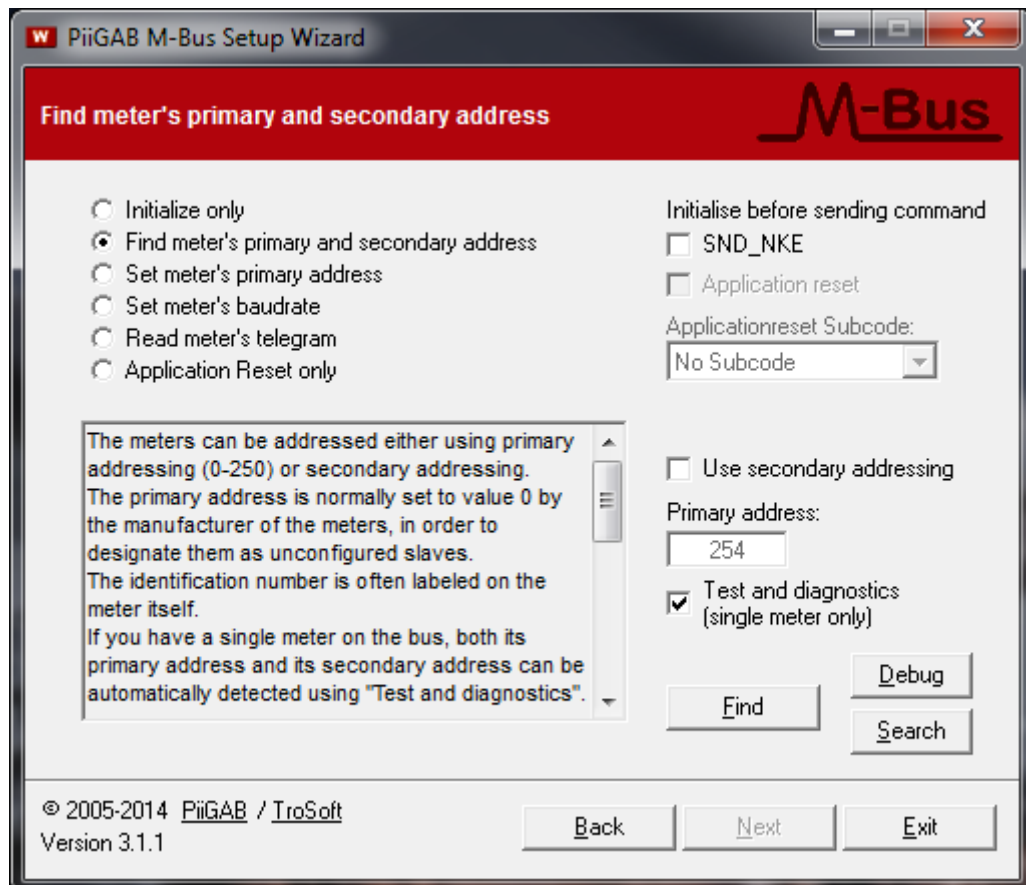 PiiGAB M-Bus Setup Wizard
Find meter's primary and secondary address
M-Bus
Initialize only
Find meter's primary and secondary address
Set meter's primary address
Set meter's baudrate
Read meter's telegram
Application Reset only
Initialise before sending command
SND_NKE
Application reset
Applicationreset Subcode:
No Subcode
The meters can be addressed either using primary
addressing (0-250) or secondary addressing.
The primary address is normally set to value 0 by
the manufacturer of the meters, in order to
designate them as unconfigured slaves.
The identification number is often labeled on the
meter itself.
If you have a single meter on the bus, both its
primary address and its secondary address can be
automatically detected using "Test and diagnostics".
Use secondary addressing
Primary address:
254
Test and diagnostics
(single meter only)
Find
Debug
Search
© 2005-2014 PiiGAB / TroSoft
Version 3.1.1
Back
Next
Exit